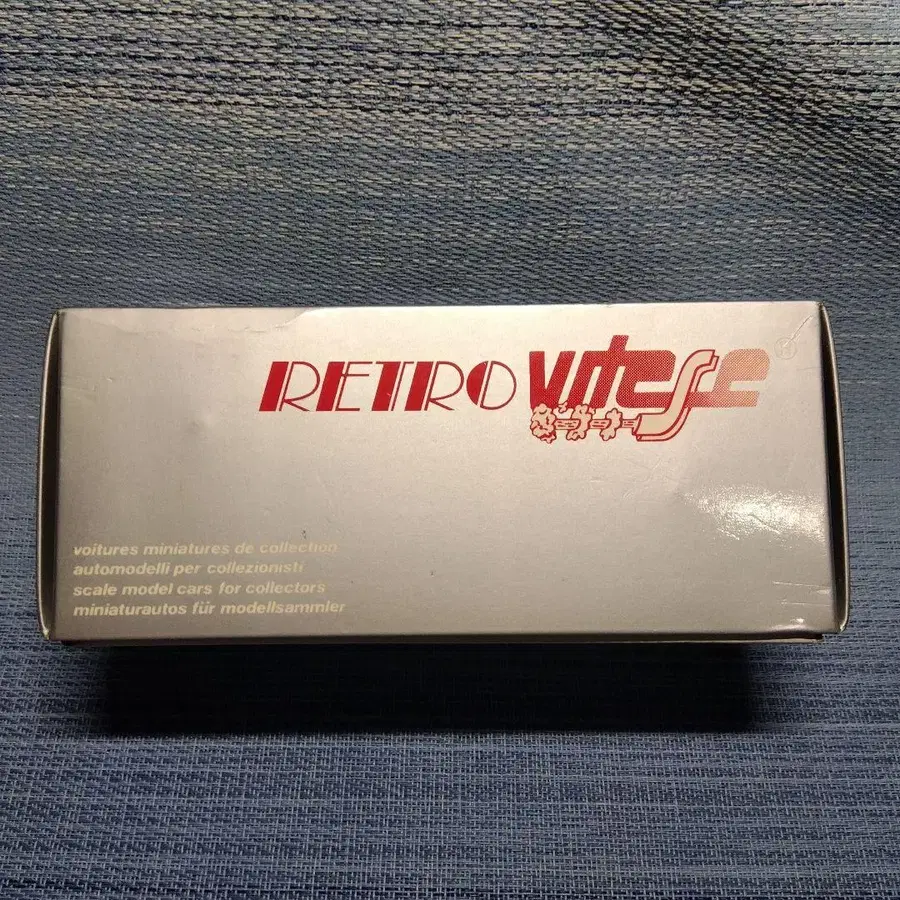 RETRO vitesse ®
voitures miniatures de collection
automodelli per collezionisti
scale model cars for collectors
miniaturautos für modellsammler